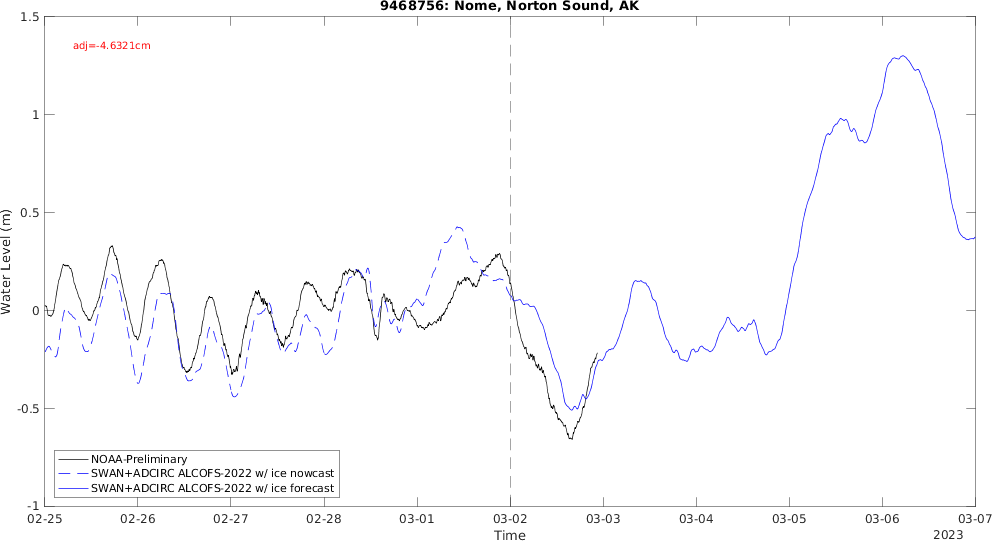 9468756: Nome, Norton Sound, AK
adj=-4.6321cm
Water Level (m)
1.5
1
0.5
0
-0.5
-1
NOAA-Preliminary
SWAN+ADCIRC ALCOFS-2022 w/ ice nowcast
SWAN+ADCIRC ALCOFS-2022 w/ ice forecast
02-25 02-26 02-27 02-28 03-01 03-02 03-03 03-04 03-05 03-06 03-07
Time
2023